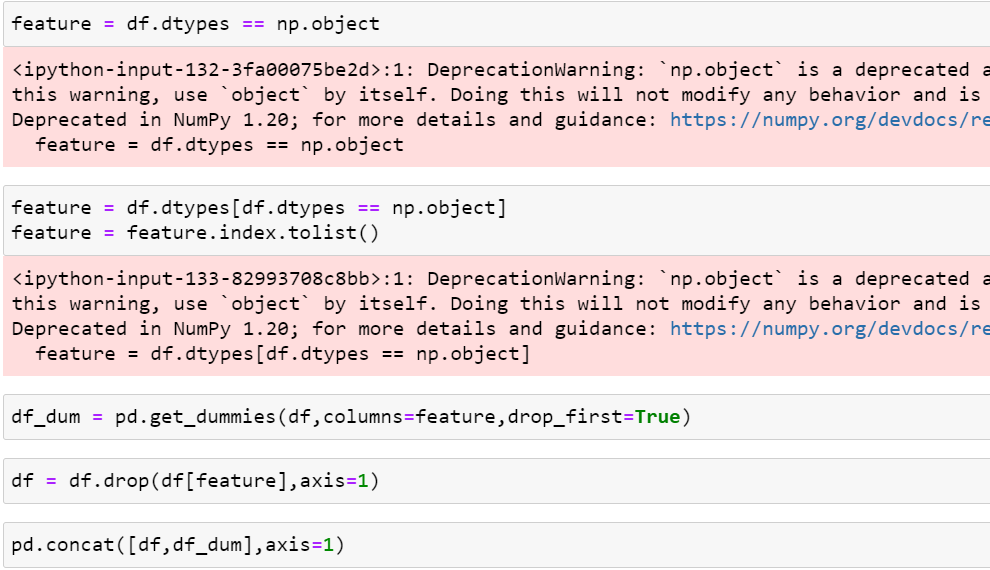 feature = df.dtypes == np.object
<ipython-input-132-3fa00075be2d>:1: DeprecationWarning: `np.object` is a deprecated a
this warning, use `object` by itself. Doing this will not modify any behavior and is
Deprecated in NumPy 1.20; for more details and guidance: https://numpy.org/devdocs/re
  feature = df.dtypes == np.object
feature = df.dtypes[df.dtypes == np.object]
feature = feature.index.tolist()
<ipython-input-133-82993708c8bb>:1: DeprecationWarning: `np.object` is a deprecated a
this warning, use `object` by itself. Doing this will not modify any behavior and is
Deprecated in NumPy 1.20; for more details and guidance: https://numpy.org/devdocs/re
  feature = df.dtypes[df.dtypes == np.object]
df_dum = pd.get_dummies(df,columns=feature,drop_first=True)
df = df.drop(df[feature],axis=1)
pd.concat([df,df_dum],axis=1)